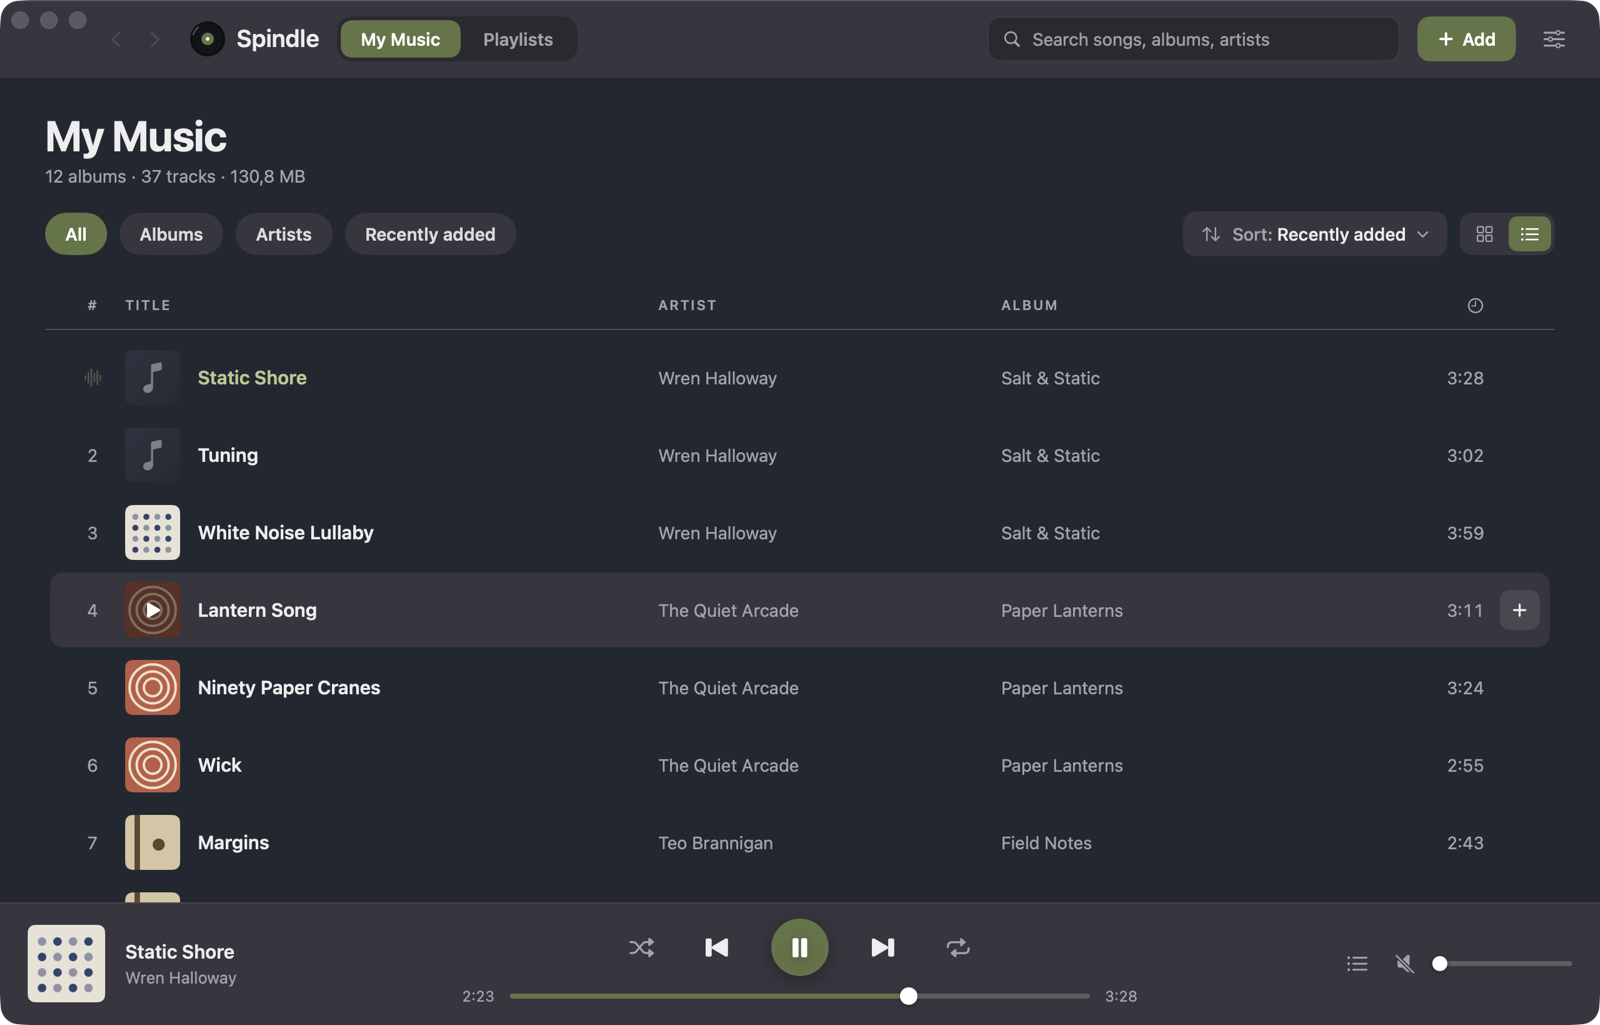 Spindle
My Music
Playlists
Search songs, albums, artists
+ Add
My Music
12 albums · 37 tracks · 130,8 MB
All
Albums
Artists
Recently added
Sort: Recently added
# TITLE ARTIST ALBUM
Static Shore Wren Halloway Salt & Static 3:28
2 Tuning Wren Halloway Salt & Static 3:02
3 White Noise Lullaby Wren Halloway Salt & Static 3:59
4 Lantern Song The Quiet Arcade Paper Lanterns 3:11 +
5 Ninety Paper Cranes The Quiet Arcade Paper Lanterns 3:24
6 Wick The Quiet Arcade Paper Lanterns 2:55
7 Margins Teo Brannigan Field Notes 2:43
Static Shore
Wren Halloway
2:23
3:28